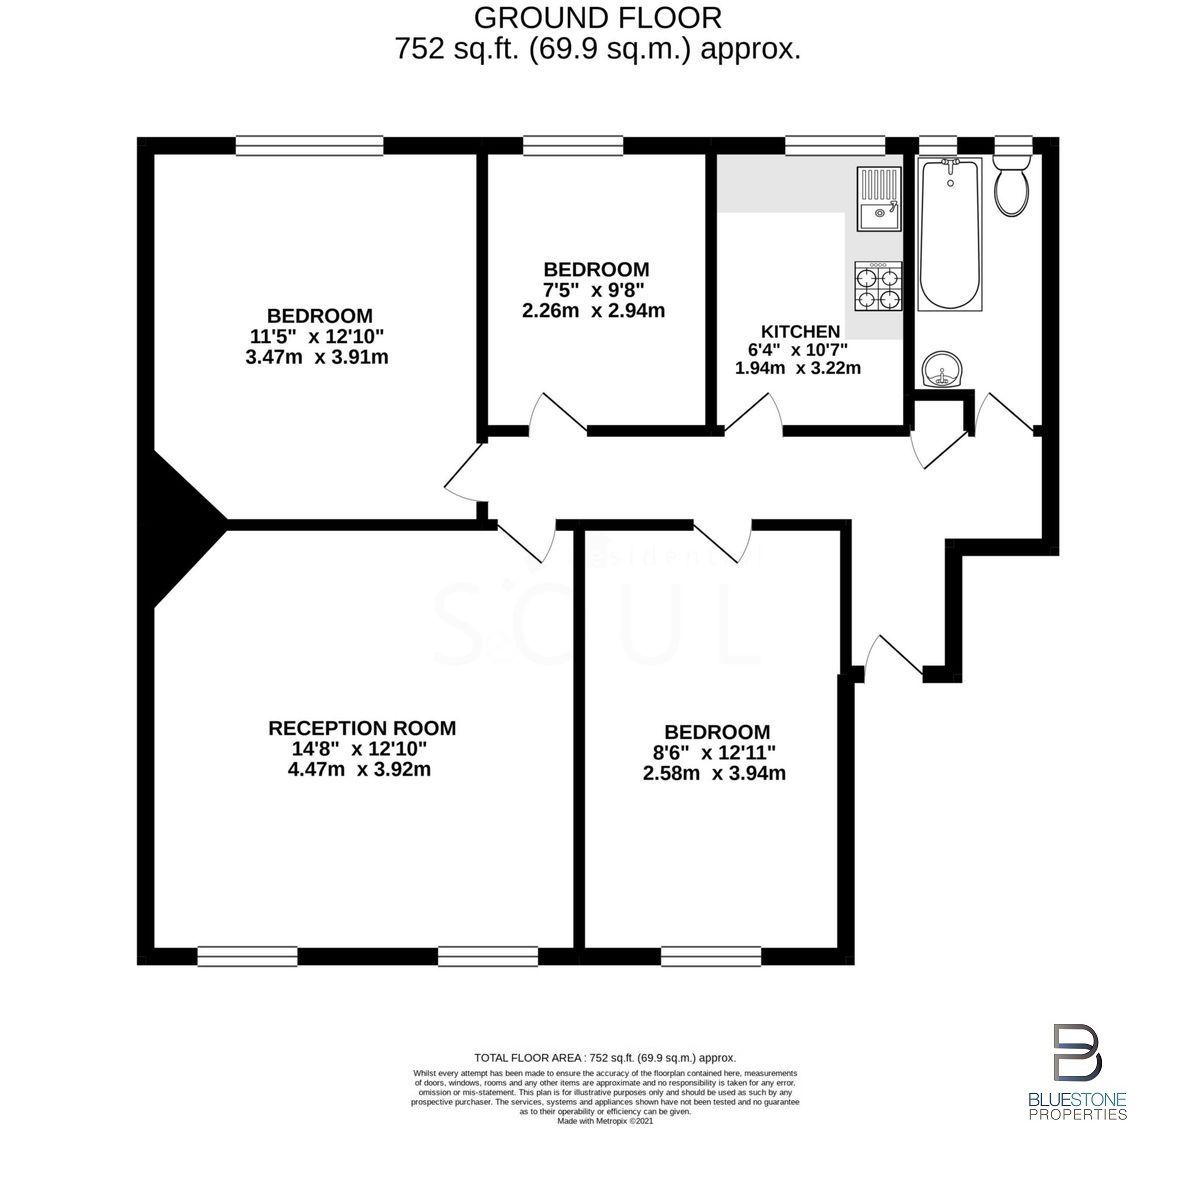 GROUND FLOOR
752 sq.ft. (69.9 sq.m.) approx.
BEDROOM
11'5" x 12'10"
3.47m x 3.91m
BEDROOM
7'5" x 9'8"
2.26m x 2.94m
KITCHEN
6'4" x 10'7"
1.94m x 3.22m
residential
SOUL
RECEPTION ROOM
14'8" x 12'10"
4.47m x 3.92m
BEDROOM
8'6" x 12'11"
2.58m x 3.94m
TOTAL FLOOR AREA : 752 sq.ft. (69.9 sq.m.) approx.
Whilst every attempt has been made to ensure the accuracy of the floorplan contained here, measurements
of doors, windows, rooms and any other items are approximate and no responsibility is taken for any error,
omission or mis-statement. This plan is for illustrative purposes only and should be used as such by any
prospective purchaser. The services, systems and appliances shown have not been tested and no guarantee
as to their operability or efficiency can be given.
Made with Metropix ©2021
B
BLUESTONE
PROPERTIES